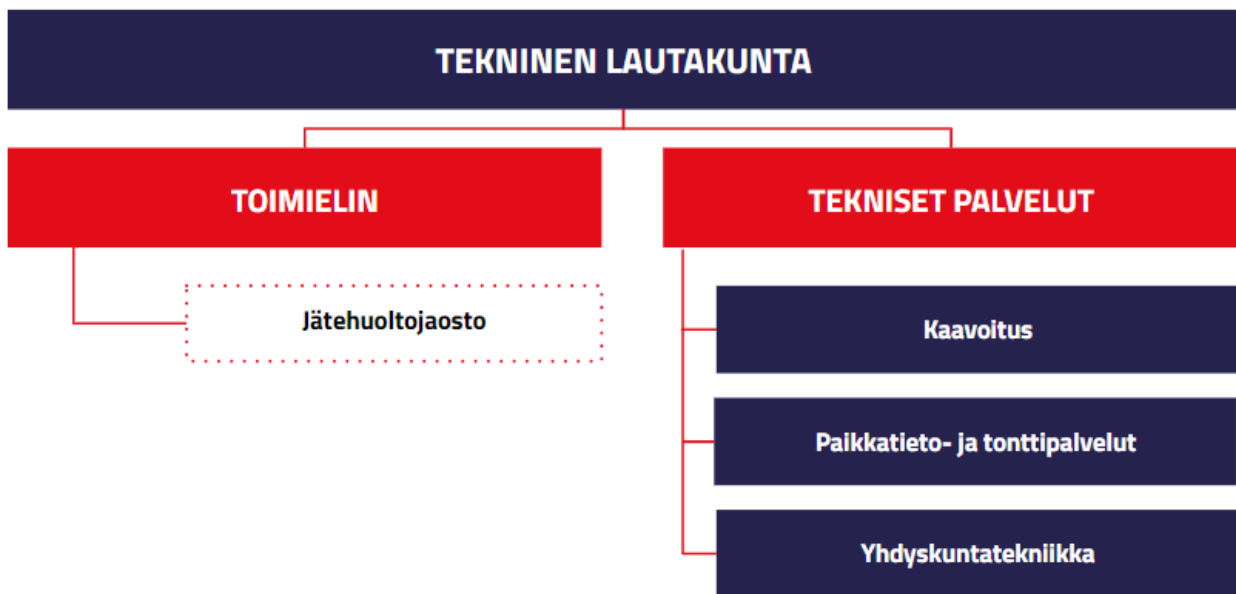 TEKNINEN LAUTAKUNTA
TOIMIELIN
TEKNISET PALVELUT
Jätehuoltojaosto
Kaavoitus
Paikkatieto- ja tonttipalvelut
Yhdyskuntatekniikka